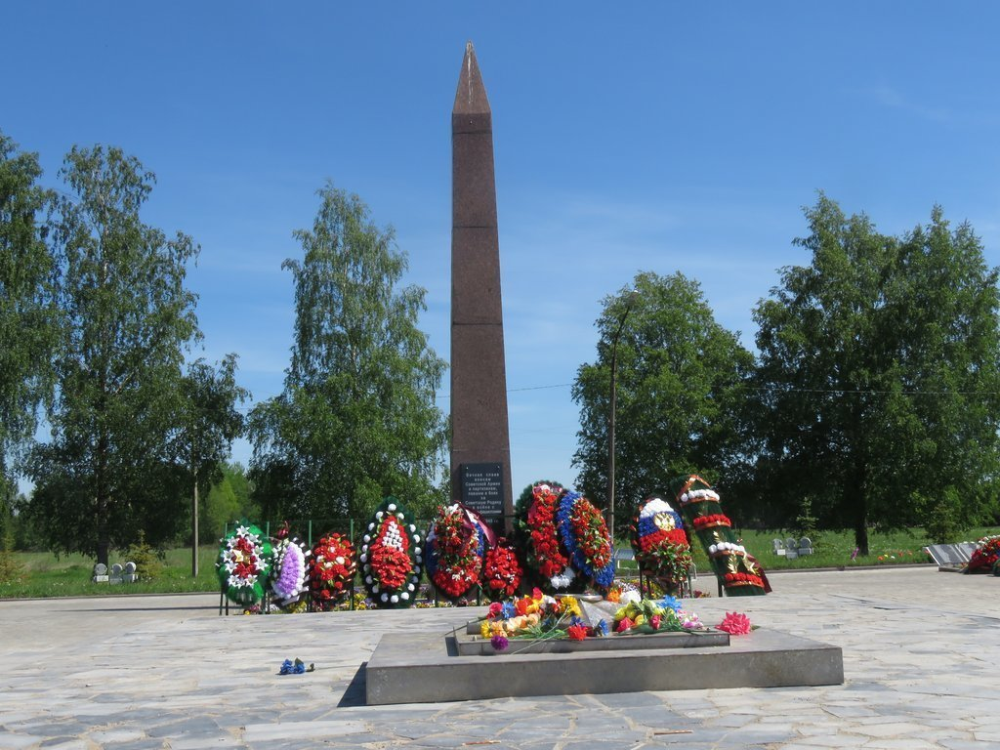 Вечная слава
воинам
Советской Армии
и партизанам,
павшим в боях
за
Советскую Родину